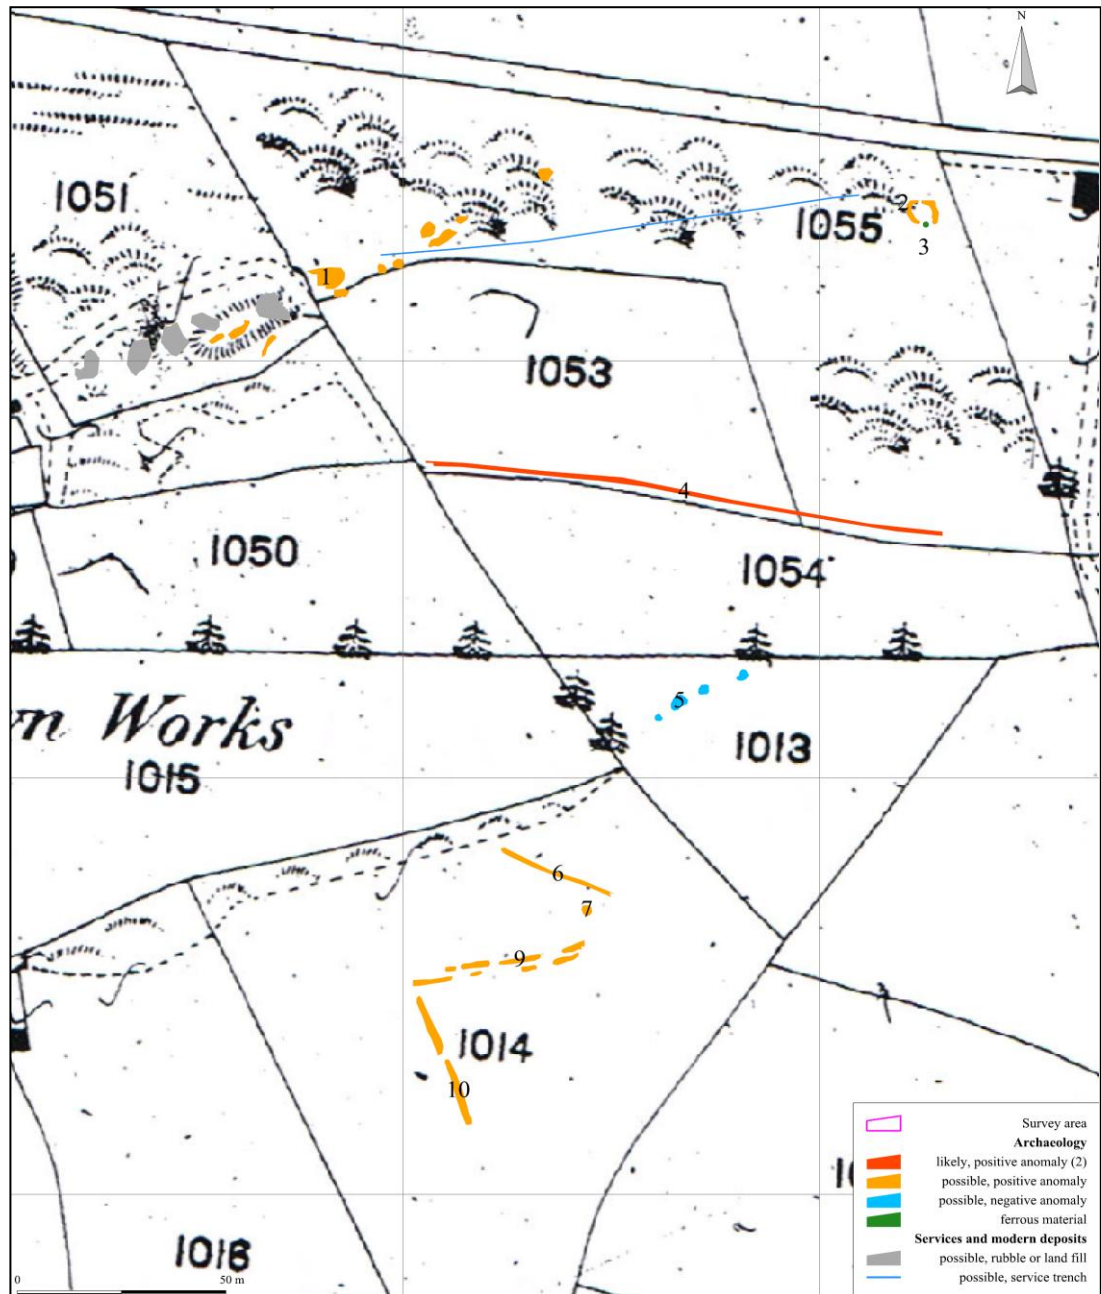 N
1051
2
1055
3
1
1053
4
1050
1054
5
1013
wn Works
1015
6
7
9
1014
10
1016
Survey area
Archaeology
likely, positive anomaly (2)
possible, positive anomaly
possible, negative anomaly
ferrous material
Services and modern deposits
possible, rubble or land fill
possible, service trench
0 50 m